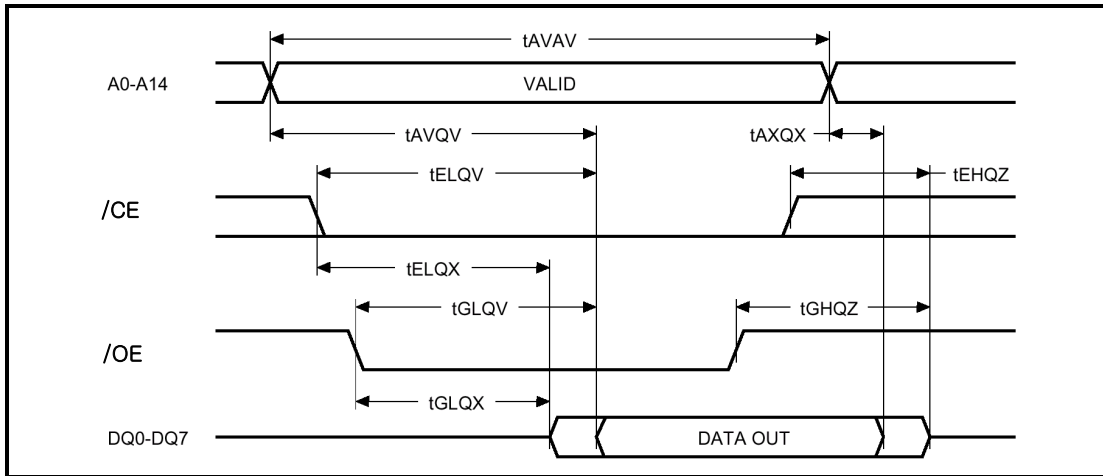 tAVAV
A0-A14
VALID
tAVQV
tAXQX
tELQV
tEHQZ
/CE
tELQX
tGLQV
tGHQZ
/OE
tGLQX
DQ0-DQ7
DATA OUT